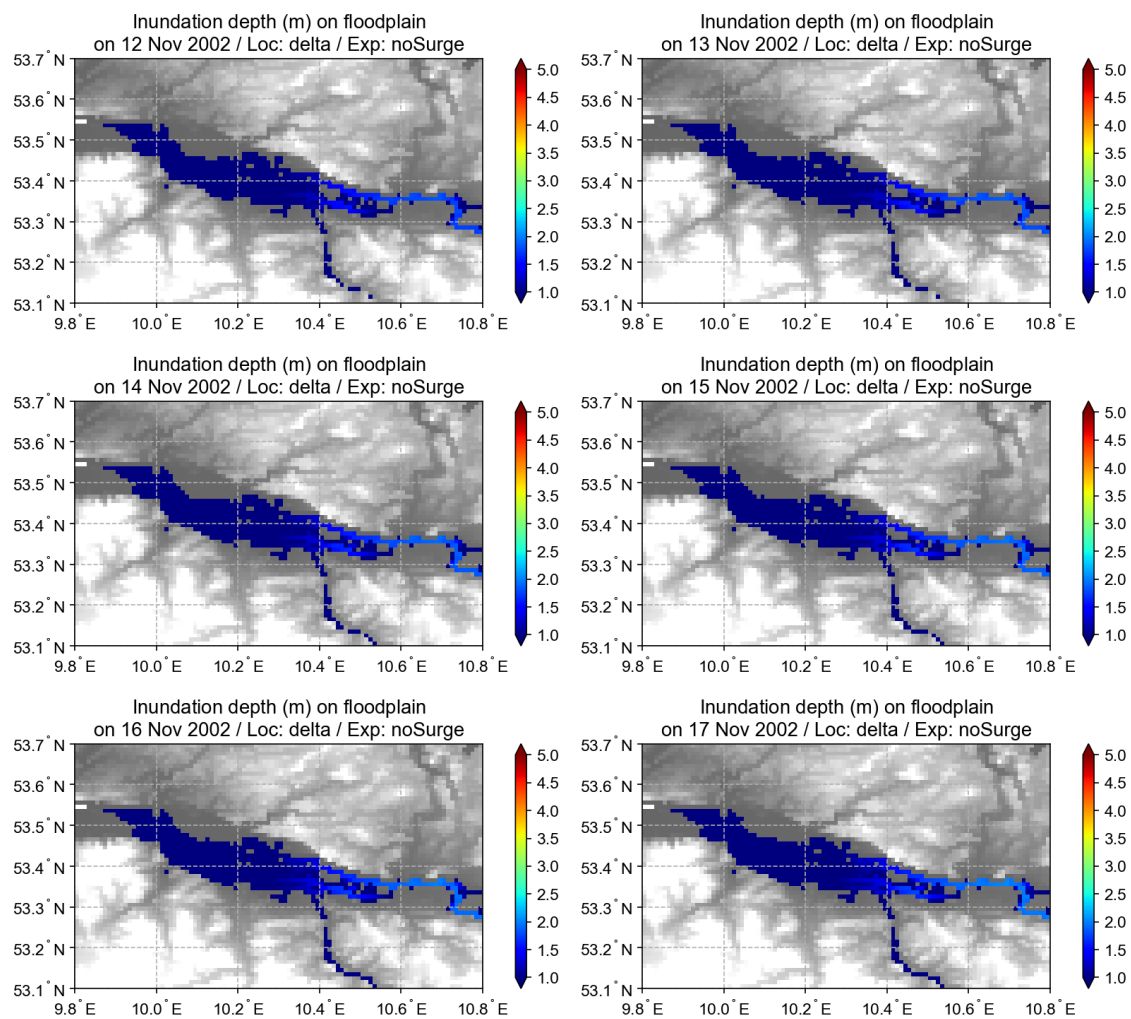 Inundation depth (m) on floodplain
on 12 Nov 2002 / Loc: delta / Exp: noSurge
53.7° N
53.6° N
53.5° N
53.4° N
53.3° N
53.2° N
53.1° N
9.8° E
10.0° E
10.2° E
10.4° E
10.6° E
10.8° E
5.0
4.5
4.0
3.5
3.0
2.5
2.0
1.5
1.0
Inundation depth (m) on floodplain
on 13 Nov 2002 / Loc: delta / Exp: noSurge
53.7° N
53.6° N
53.5° N
53.4° N
53.3° N
53.2° N
53.1° N
9.8° E
10.0° E
10.2° E
10.4° E
10.6° E
10.8° E
5.0
4.5
4.0
3.5
3.0
2.5
2.0
1.5
1.0
Inundation depth (m) on floodplain
on 14 Nov 2002 / Loc: delta / Exp: noSurge
53.7° N
53.6° N
53.5° N
53.4° N
53.3° N
53.2° N
53.1° N
9.8° E
10.0° E
10.2° E
10.4° E
10.6° E
10.8° E
5.0
4.5
4.0
3.5
3.0
2.5
2.0
1.5
1.0
Inundation depth (m) on floodplain
on 15 Nov 2002 / Loc: delta / Exp: noSurge
53.7° N
53.6° N
53.5° N
53.4° N
53.3° N
53.2° N
53.1° N
9.8° E
10.0° E
10.2° E
10.4° E
10.6° E
10.8° E
5.0
4.5
4.0
3.5
3.0
2.5
2.0
1.5
1.0
Inundation depth (m) on floodplain
on 16 Nov 2002 / Loc: delta / Exp: noSurge
53.7° N
53.6° N
53.5° N
53.4° N
53.3° N
53.2° N
53.1° N
9.8° E
10.0° E
10.2° E
10.4° E
10.6° E
10.8° E
5.0
4.5
4.0
3.5
3.0
2.5
2.0
1.5
1.0
Inundation depth (m) on floodplain
on 17 Nov 2002 / Loc: delta / Exp: noSurge
53.7° N
53.6° N
53.5° N
53.4° N
53.3° N
53.2° N
53.1° N
9.8° E
10.0° E
10.2° E
10.4° E
10.6° E
10.8° E
5.0
4.5
4.0
3.5
3.0
2.5
2.0
1.5
1.0